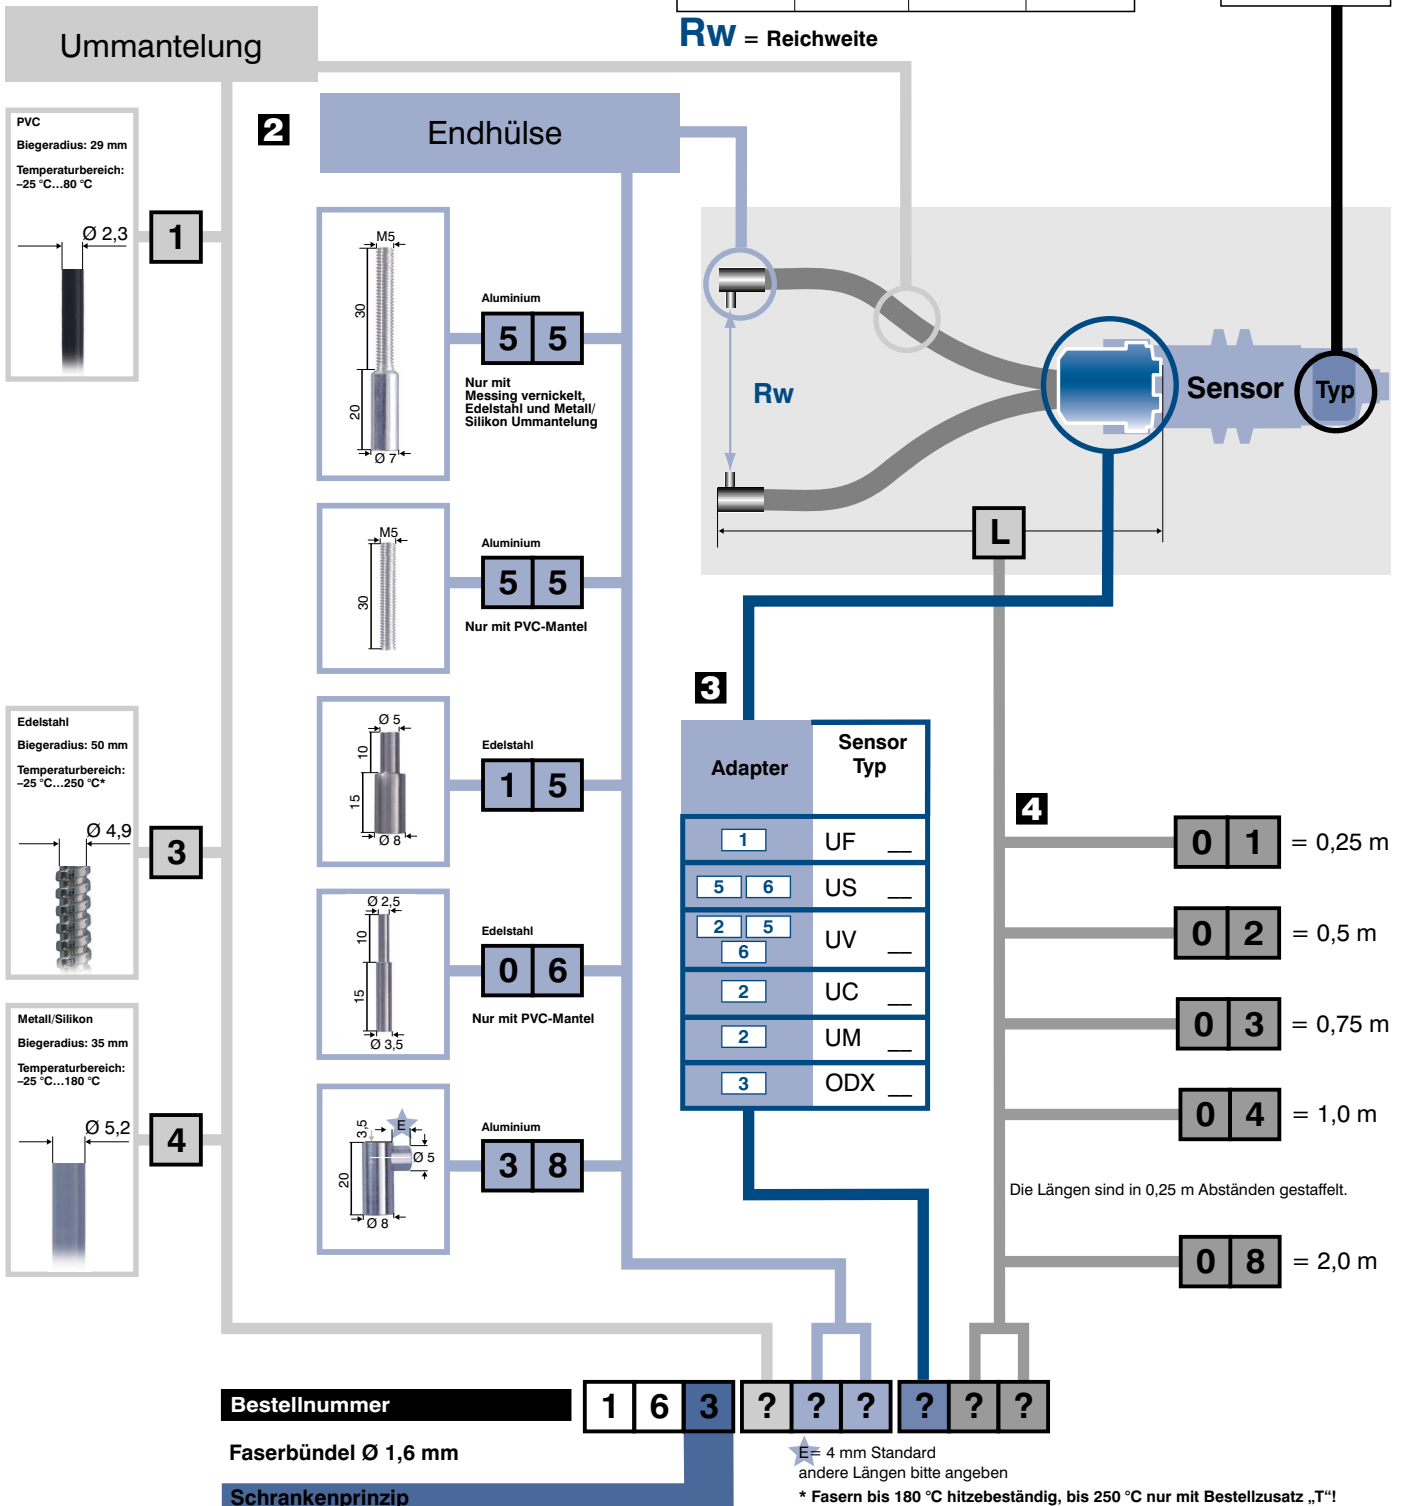 Rw = Reichweite
Ummantelung
PVC
Biegeradius: 29 mm
Temperaturbereich:
–25 °C...80 °C
Ø 2,3
1
2
Endhülse
M5
30
20
Ø 7
Aluminium
5 5
Nur mit
Messing vernickelt,
Edelstahl und Metall/
Silikon Ummantelung
Rw
Sensor
Typ
L
M5
30
Aluminium
5 5
Nur mit PVC-Mantel
Edelstahl
Biegeradius: 50 mm
Temperaturbereich:
–25 °C...250 °C*
Ø 4,9
3
Ø 5
10
15
Ø 8
Edelstahl
1 5
Ø 2,5
10
15
Ø 3,5
Edelstahl
0 6
Nur mit PVC-Mantel
Metall/Silikon
Biegeradius: 35 mm
Temperaturbereich:
–25 °C...180 °C
Ø 5,2
4
3,5
E
Ø 5
20
Ø 8
Aluminium
3 8
3
Adapter
Sensor
Typ
1 UF __
5 6 US __
2 5
6 UV __
2 UC __
2 UM __
3 ODX __
4
0 1 = 0,25 m
0 2 = 0,5 m
0 3 = 0,75 m
0 4 = 1,0 m
Die Längen sind in 0,25 m Abständen gestaffelt.
0 8 = 2,0 m
Bestellnummer
1 6 3 ? ? ? ? ? ?
Faserbündel Ø 1,6 mm
E= 4 mm Standard
andere Längen bitte angeben
Schrankenprinzip
* Fasern bis 180 °C hitzebeständig, bis 250 °C nur mit Bestellzusatz „T“!